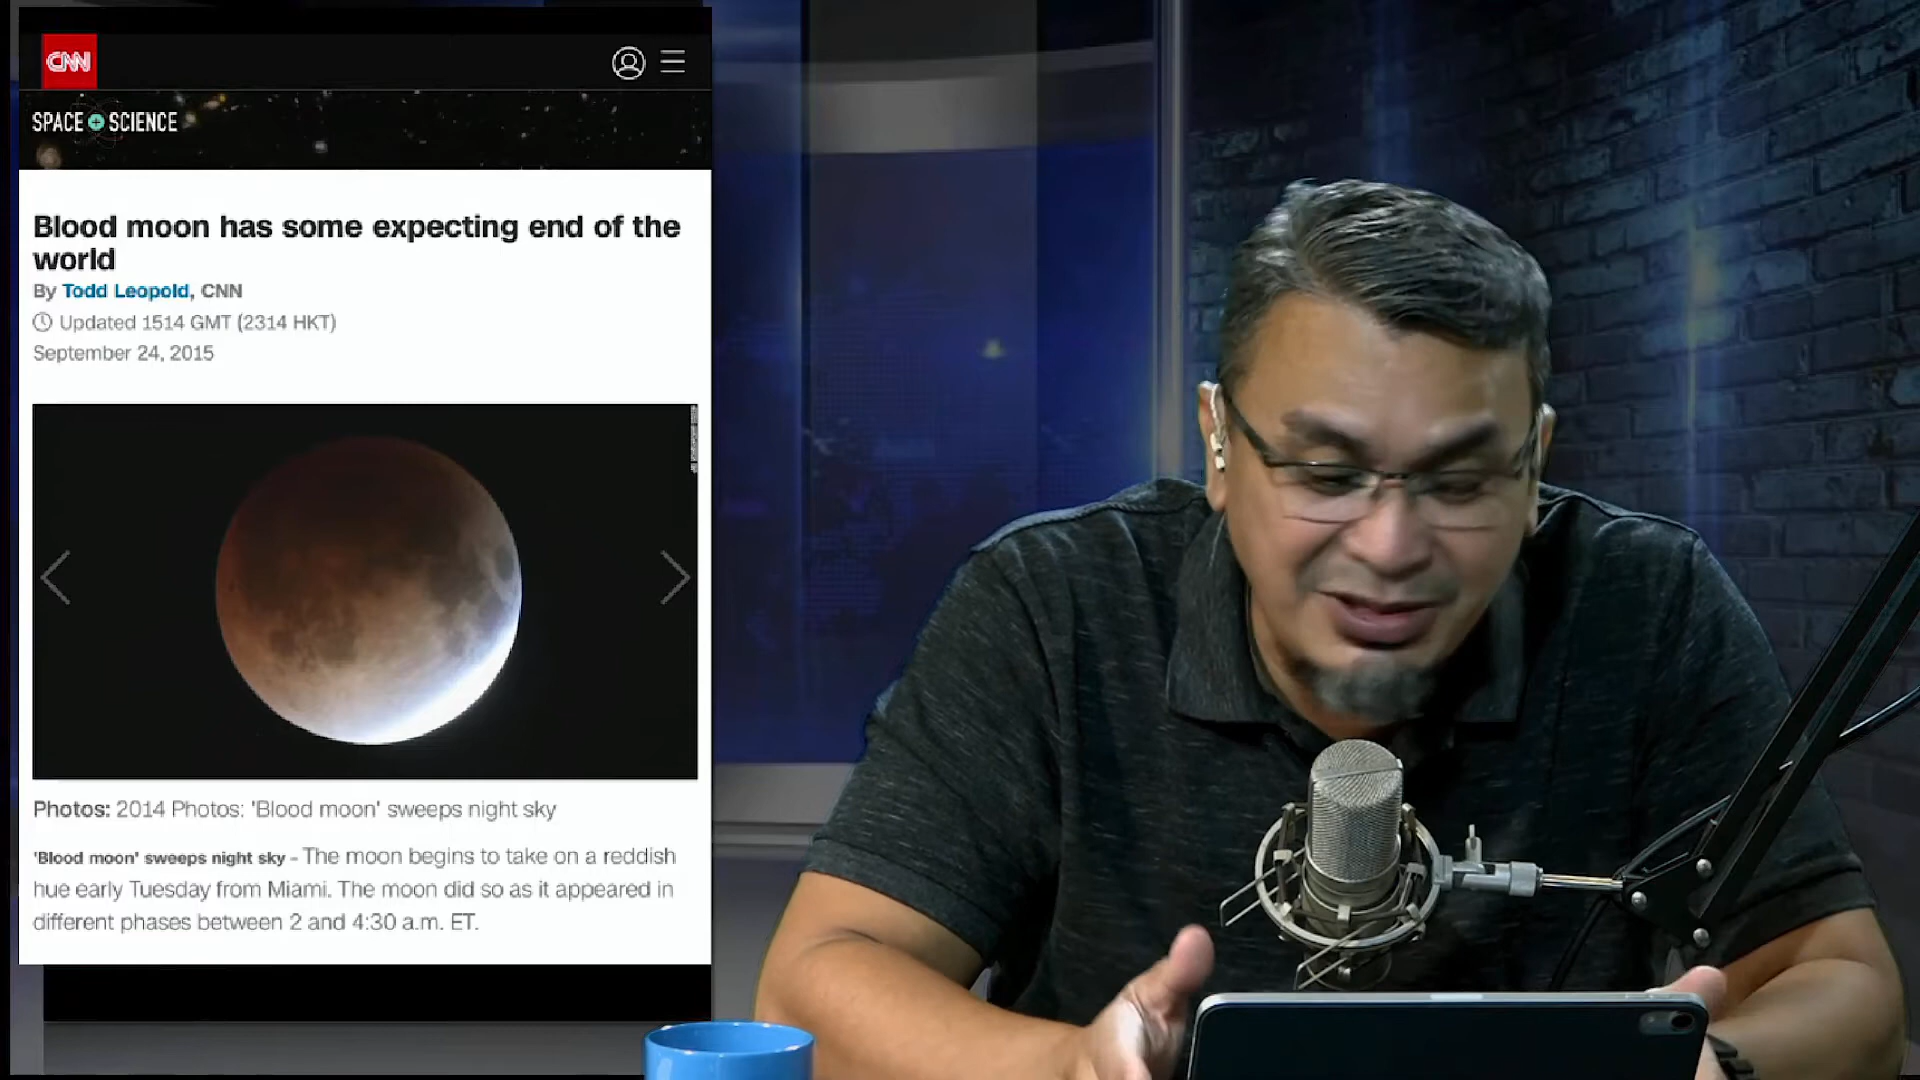 CNN
SPACE + SCIENCE
Blood moon has some expecting end of the
world
By Todd Leopold, CNN
Updated 1514 GMT (2314 HKT)
September 24, 2015
Photos: 2014 Photos: 'Blood moon' sweeps night sky
'Blood moon' sweeps night sky – The moon begins to take on a reddish
hue early Tuesday from Miami. The moon did so as it appeared in
different phases between 2 and 4:30 a.m. ET.